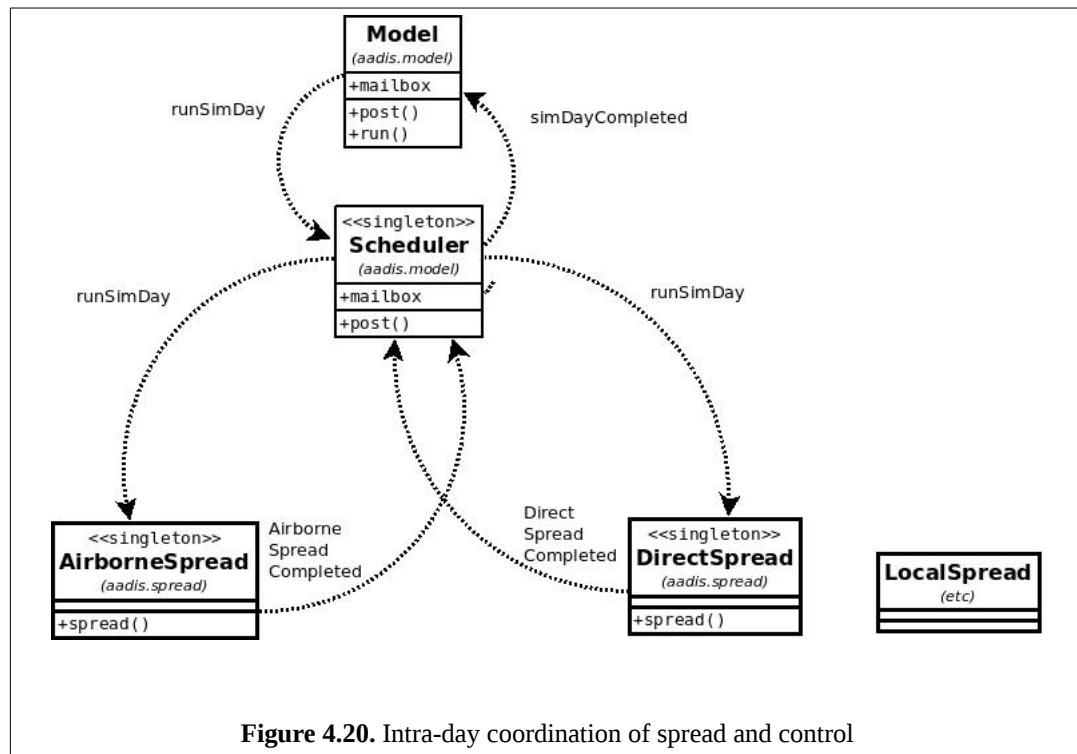 Model
(aadis.model)
+mailbox
+post()
+run()
runSimDay
simDayCompleted
<<singleton>>
Scheduler
(aadis.model)
+mailbox
+post()
runSimDay
runSimDay
<<singleton>>
AirborneSpread
(aadis.spread)
+spread()
Airborne
Spread
Completed
Direct
Spread
Completed
<<singleton>>
DirectSpread
(aadis.spread)
+spread()
LocalSpread
(etc)
Figure 4.20. Intra-day coordination of spread and control